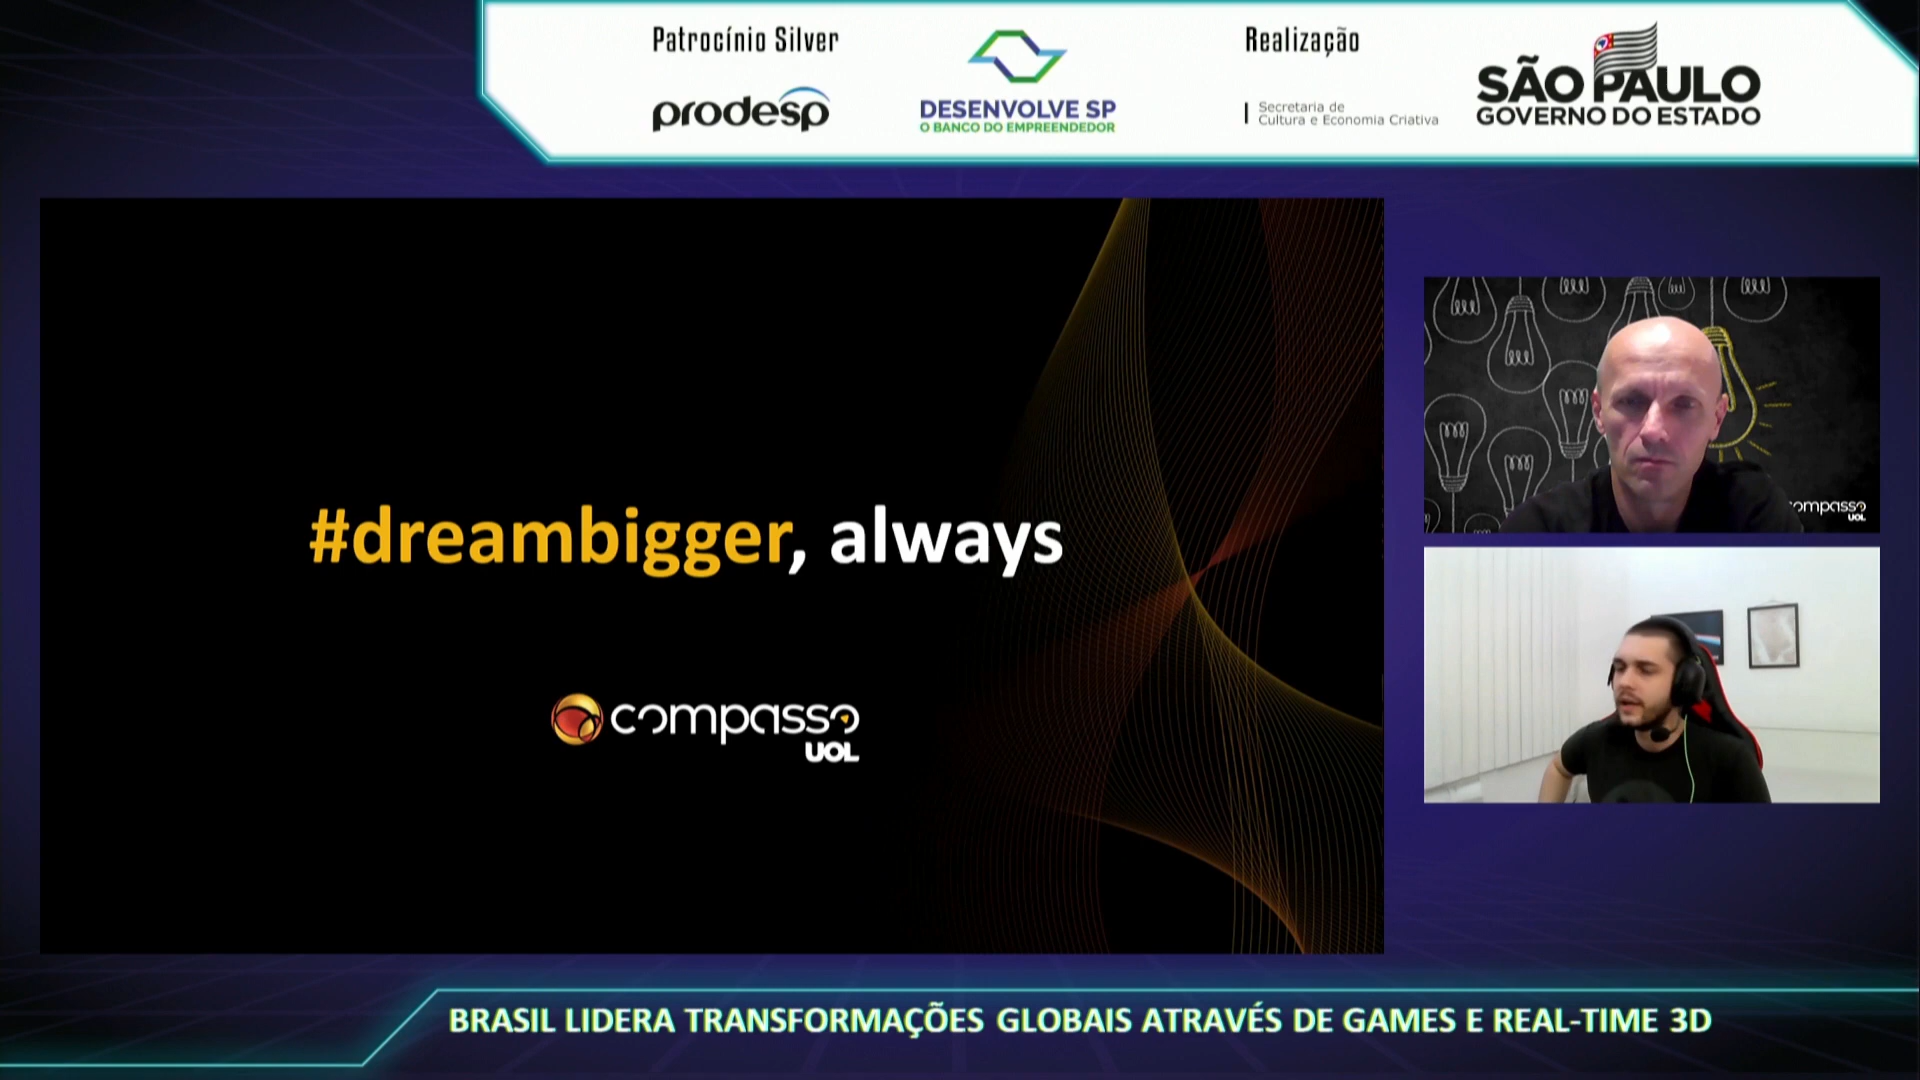 Patrocínio Silver
prodesp
DESENVOLVE SP
O BANCO DO EMPREENDEDOR
Realização
Secretaria de
Cultura e Economia Criativa
SÃO PAULO
GOVERNO DO ESTADO
#dreambigger, always
compasso
UOL
compasso
UOL
BRASIL LIDERA TRANSFORMAÇÕES GLOBAIS ATRAVÉS DE GAMES E REAL-TIME 3D